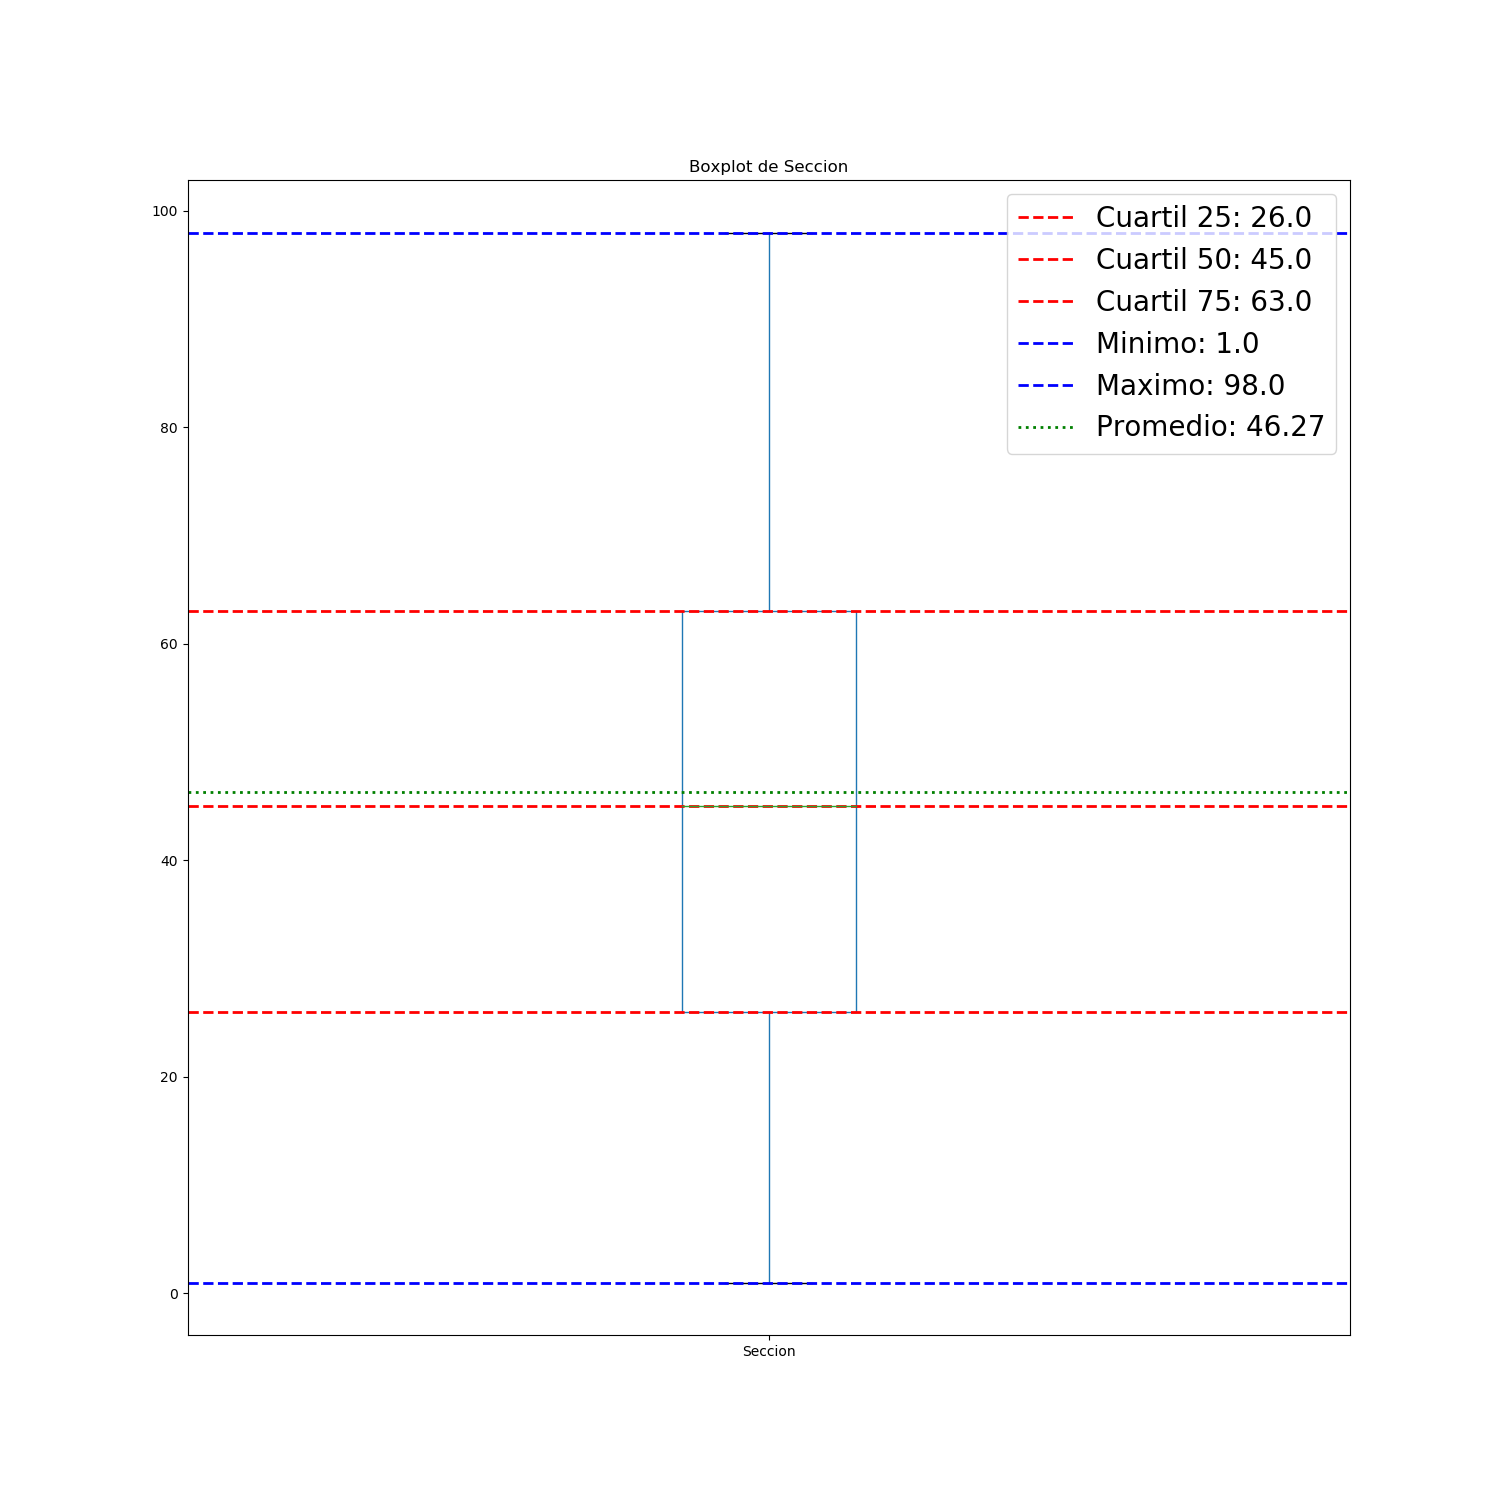 Boxplot de Seccion
100
80
60
40
20
0
Cuartil 25: 26.0
Cuartil 50: 45.0
Cuartil 75: 63.0
Minimo: 1.0
Maximo: 98.0
Promedio: 46.27
Seccion